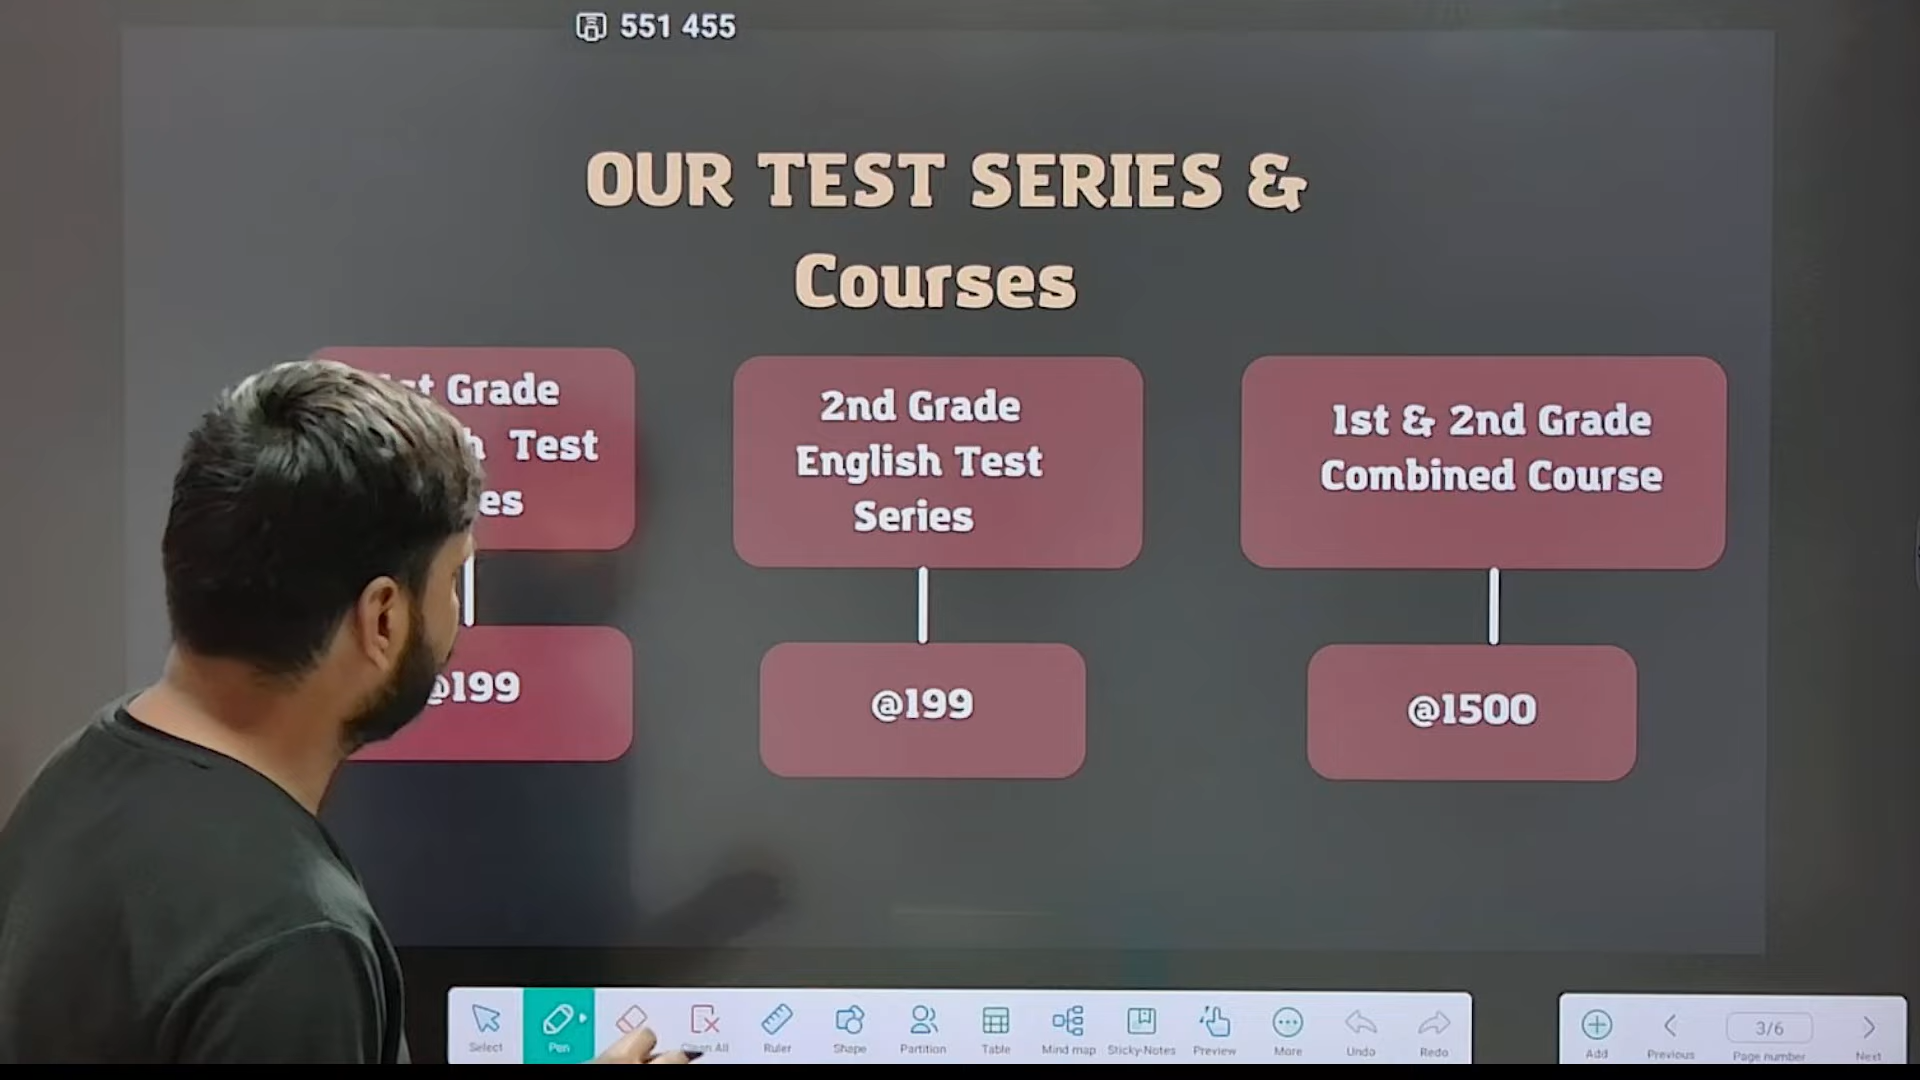 551 455
OUR TEST SERIES &
Courses
Grade
Test
2nd Grade
English Test
Series
1st & 2nd Grade
Combined Course
@199
@199
@1500
Select
Pen
Clean All
Ruler
Shape
Partition
Table
Mind map
Sticky-Notes
Preview
More
Undo
Redo
Add
Previous
3/6
Page number
Next